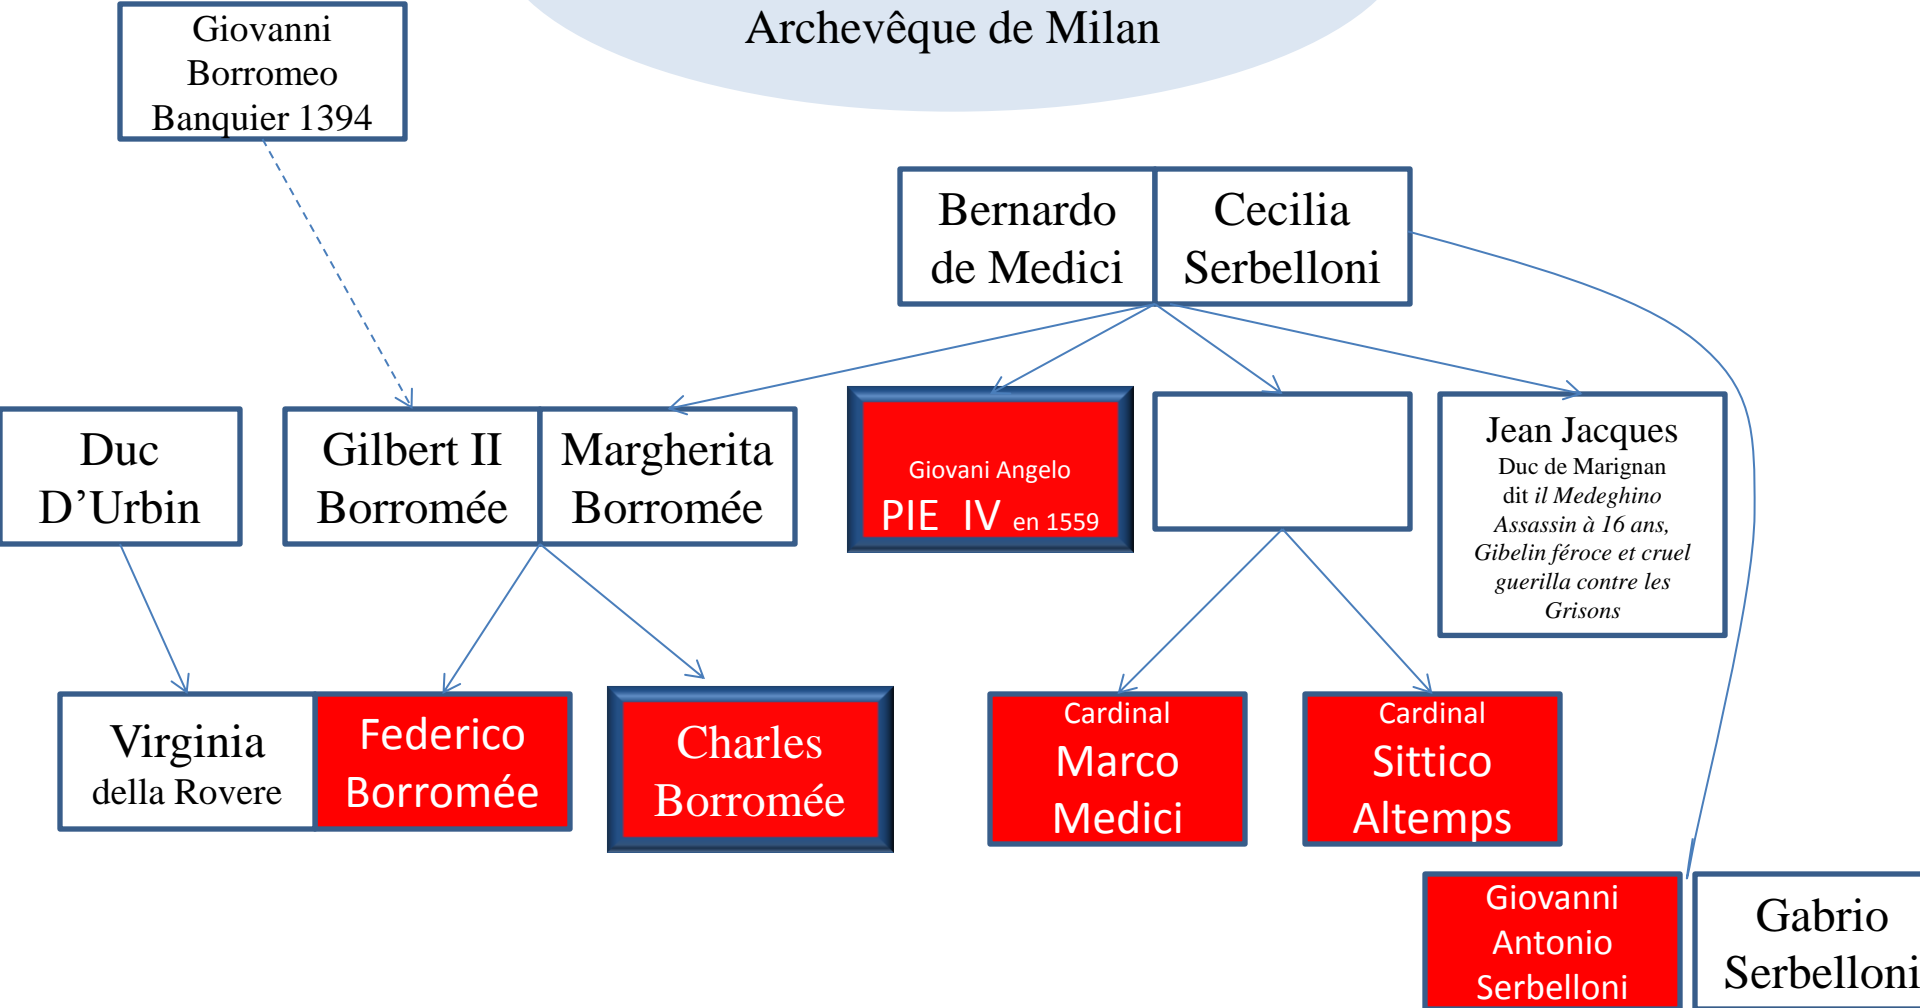 Archevêque de Milan
Giovanni
Borromeo
Banquier 1394
Bernardo
de Medici
Cecilia
Serbelloni
Duc
D’Urbin
Gilbert II
Borromée
Margherita
Borromée
Giovani Angelo
PIE IV en 1559
Jean Jacques
Duc de Marignan
dit il Medeghino
Assassin à 16 ans,
Gibelin féroce et cruel
guerilla contre les
Grisons
Virginia
della Rovere
Federico
Borromée
Charles
Borromée
Cardinal
Marco
Medici
Cardinal
Sittico
Altemps
Giovanni
Antonio
Serbelloni
Gabrio
Serbelloni